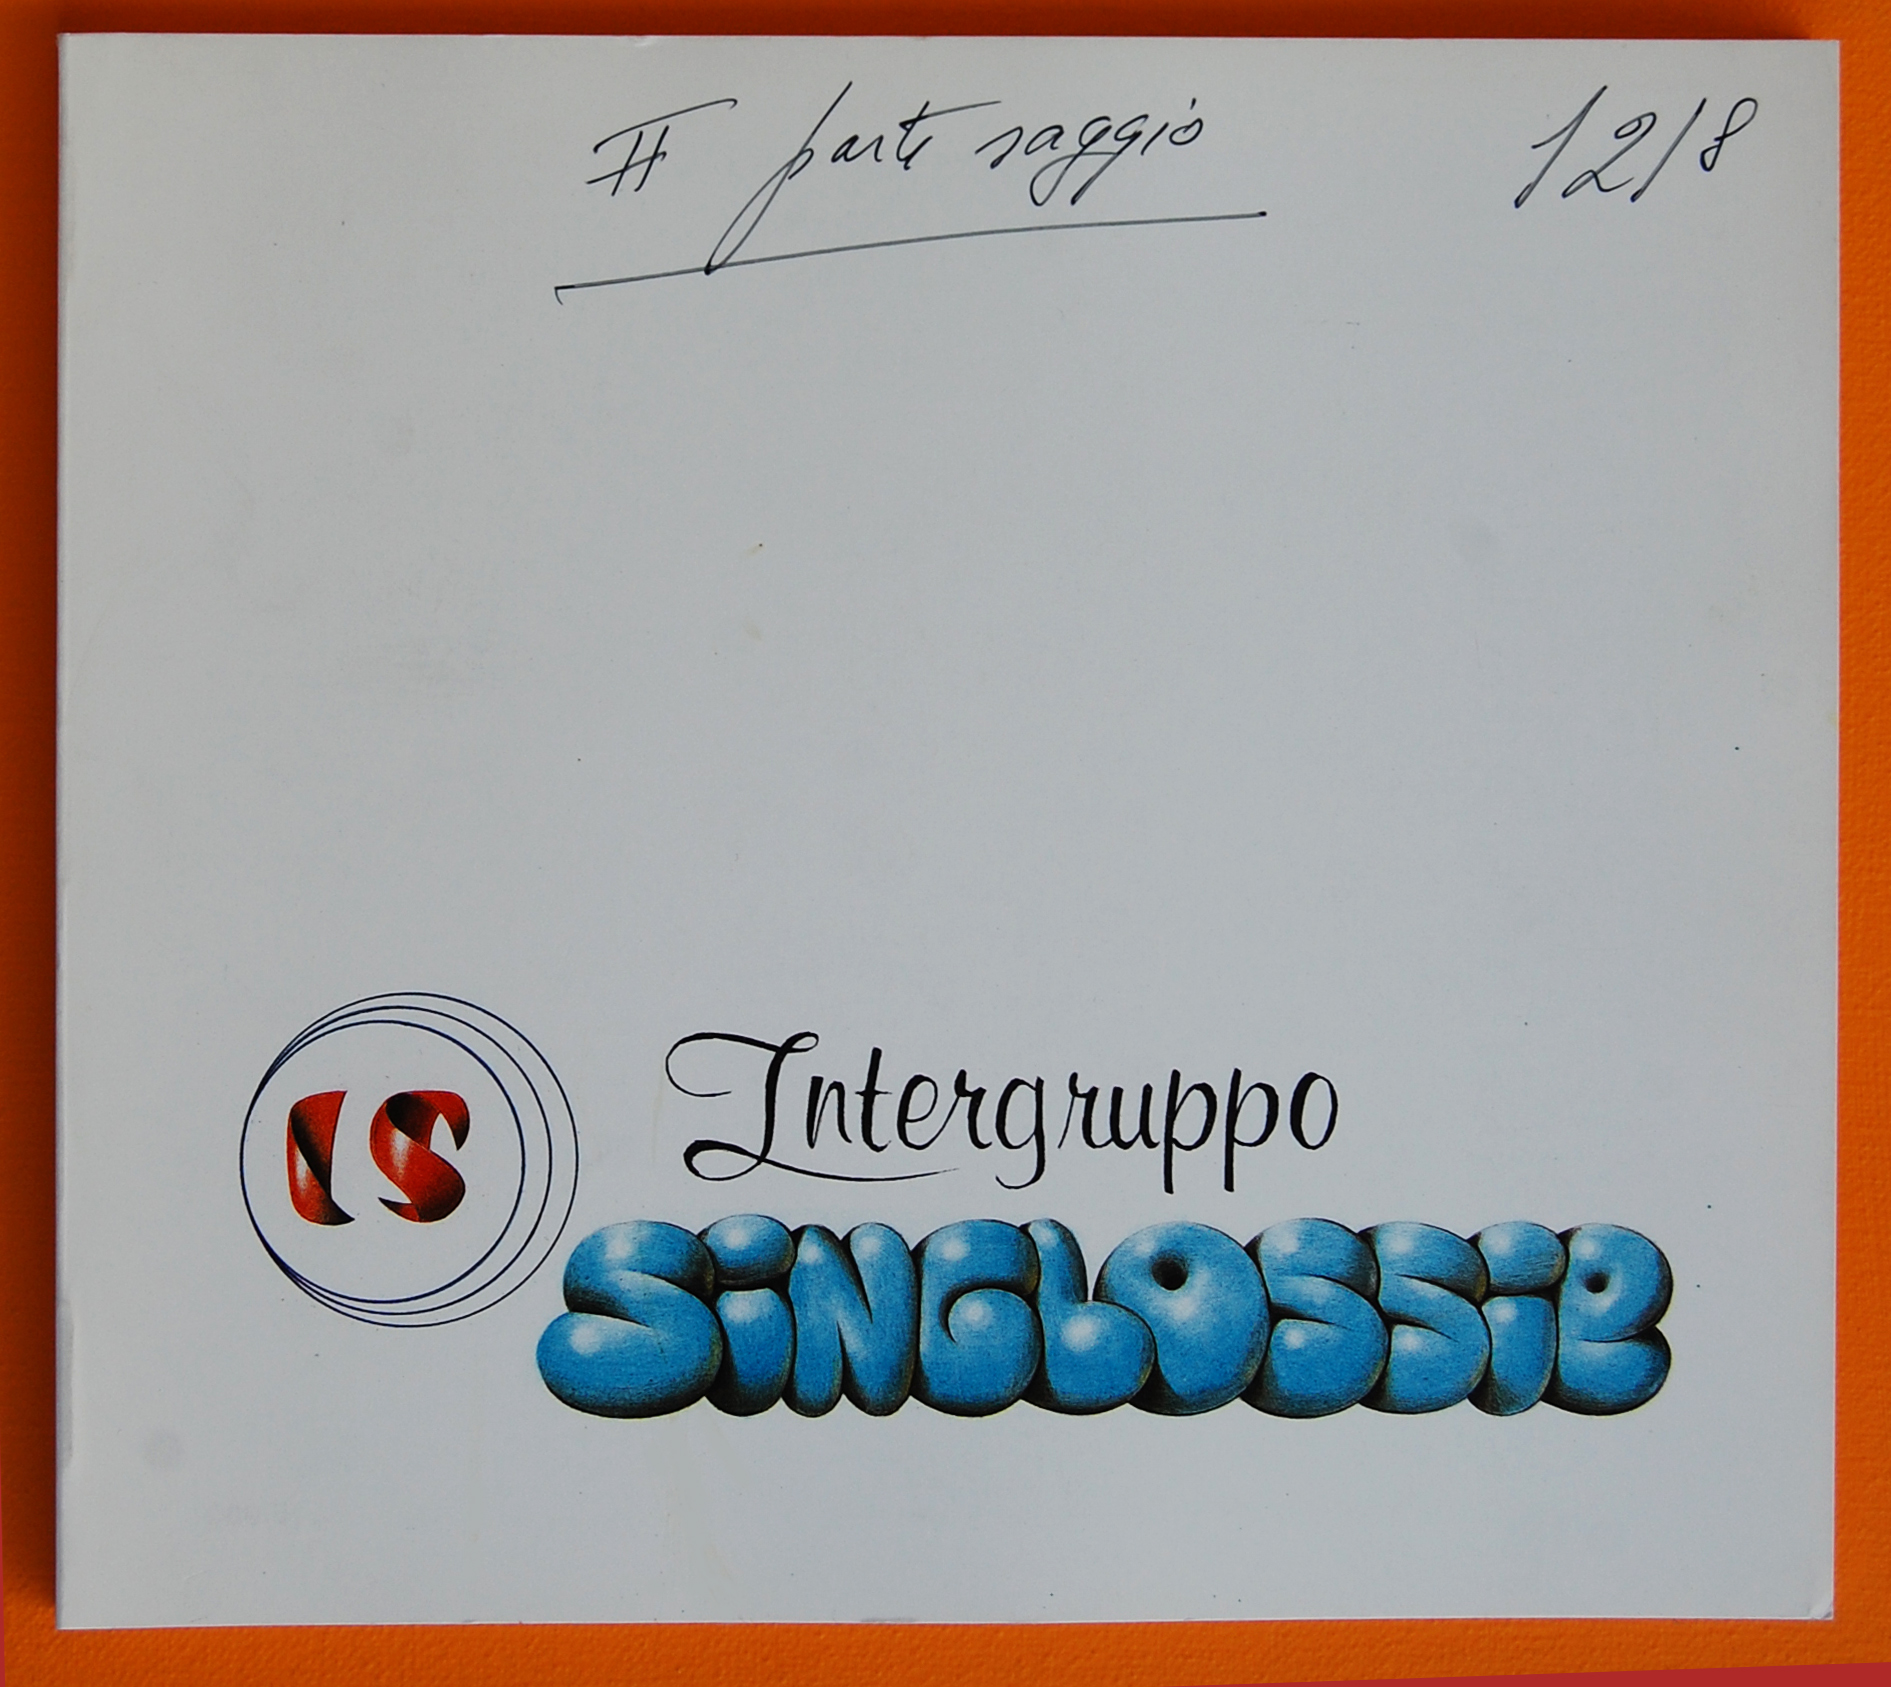 II parte saggio 12/8
IS
Intergruppo
SiNGLOSSiE